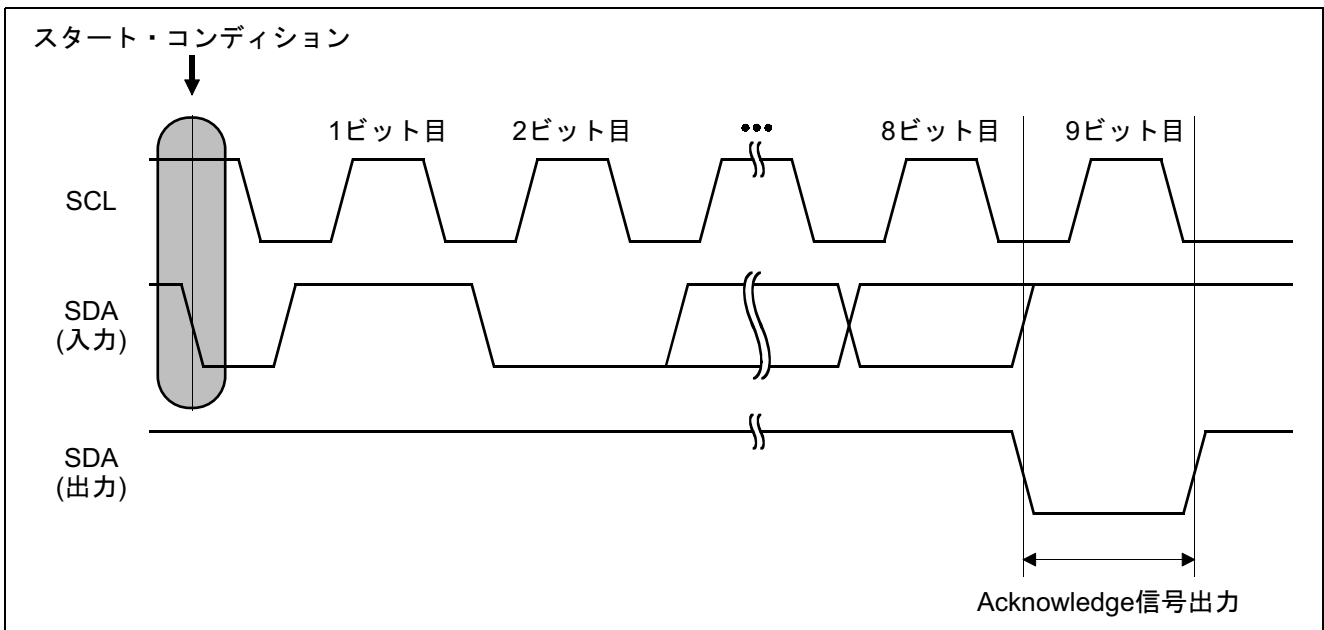 スタート・コンディション
1ビット目 2ビット目 ••• 8ビット目 9ビット目
SCL
SDA
(入力)
SDA
(出力)
Acknowledge信号出力